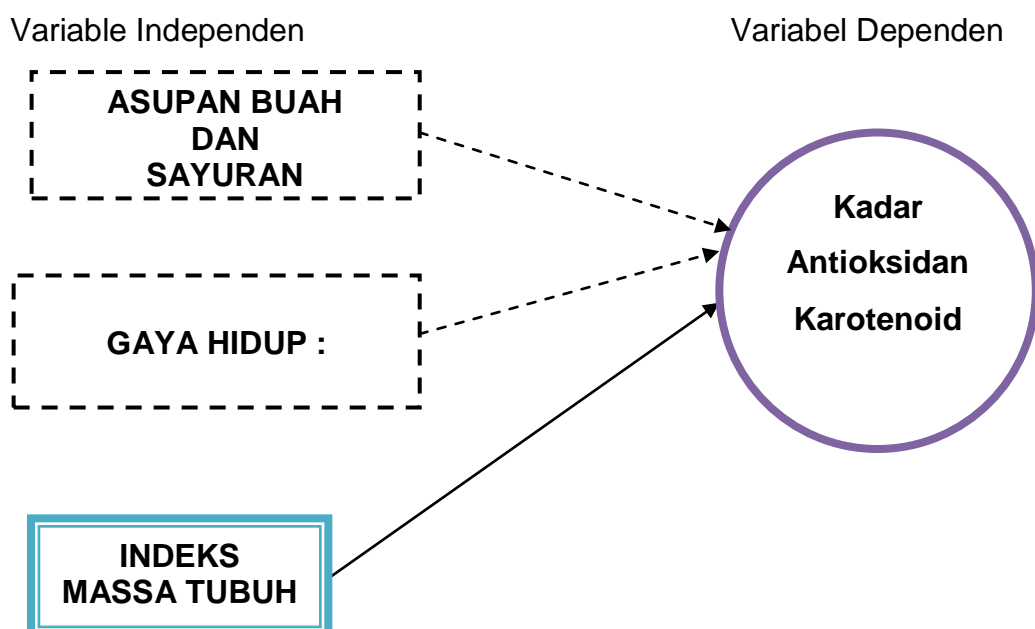 Variable Independen
Variabel Dependen
ASUPAN BUAH
DAN
SAYURAN
GAYA HIDUP :
INDEKS
MASSA TUBUH
Kadar
Antioksidan
Karotenoid